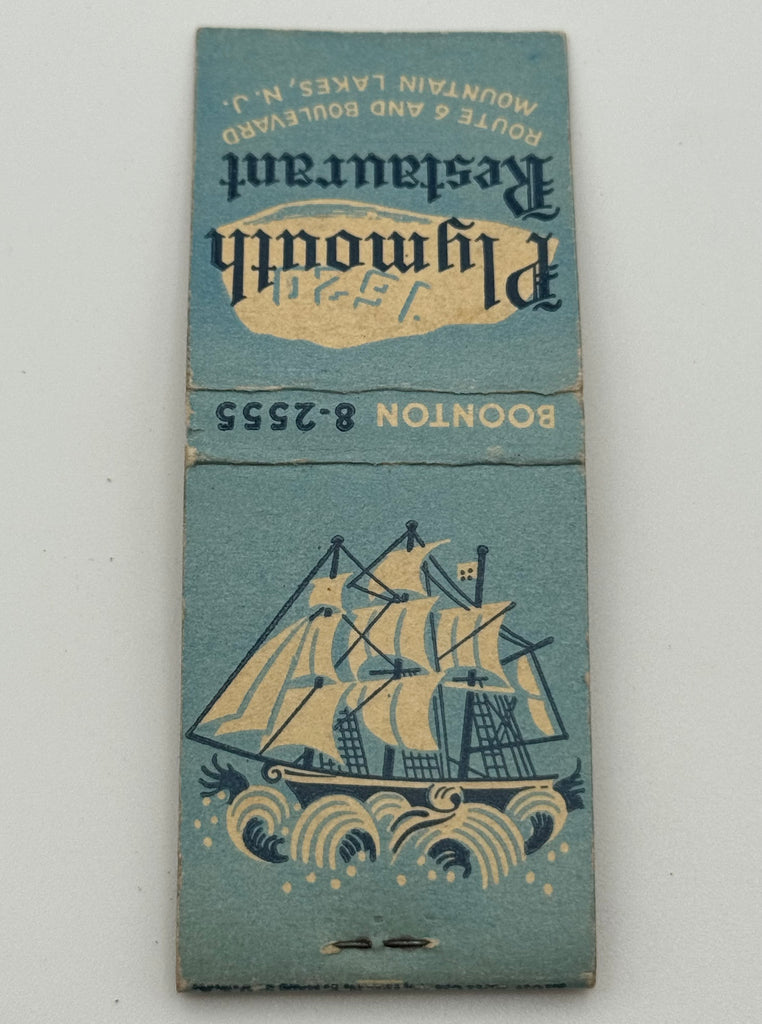 Plymouth
1620
Restaurant
ROUTE 6 AND BOULEVARD
MOUNTAIN LAKES, N. J.
BOONTON 8-2555